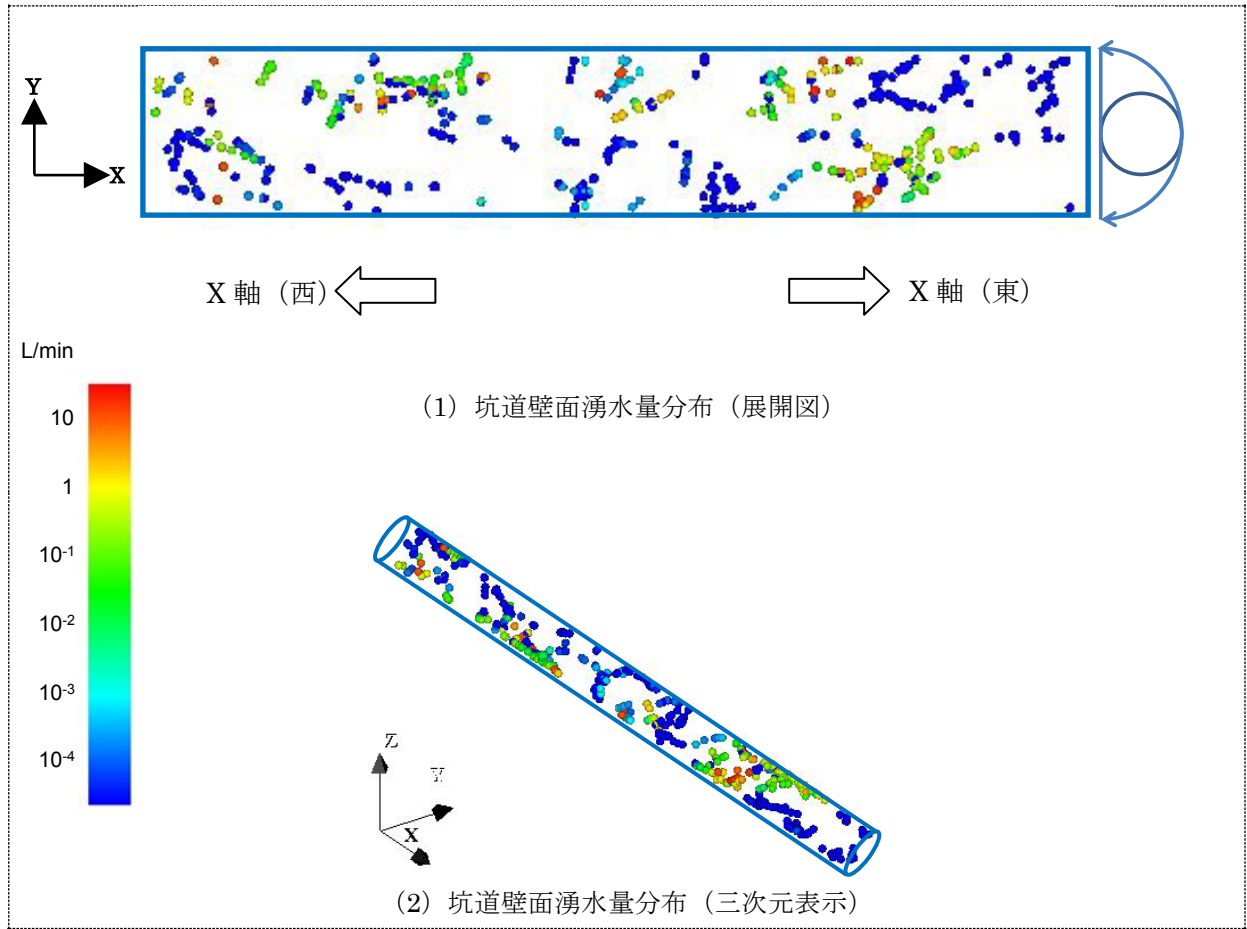 Y
X
X 軸（西）
X 軸（東）
L/min
(1) 坑道壁面湧水量分布（展開図）
10
1
10-1
10-2
10-3
10-4
Z
Y
X
(2) 坑道壁面湧水量分布（三次元表示）